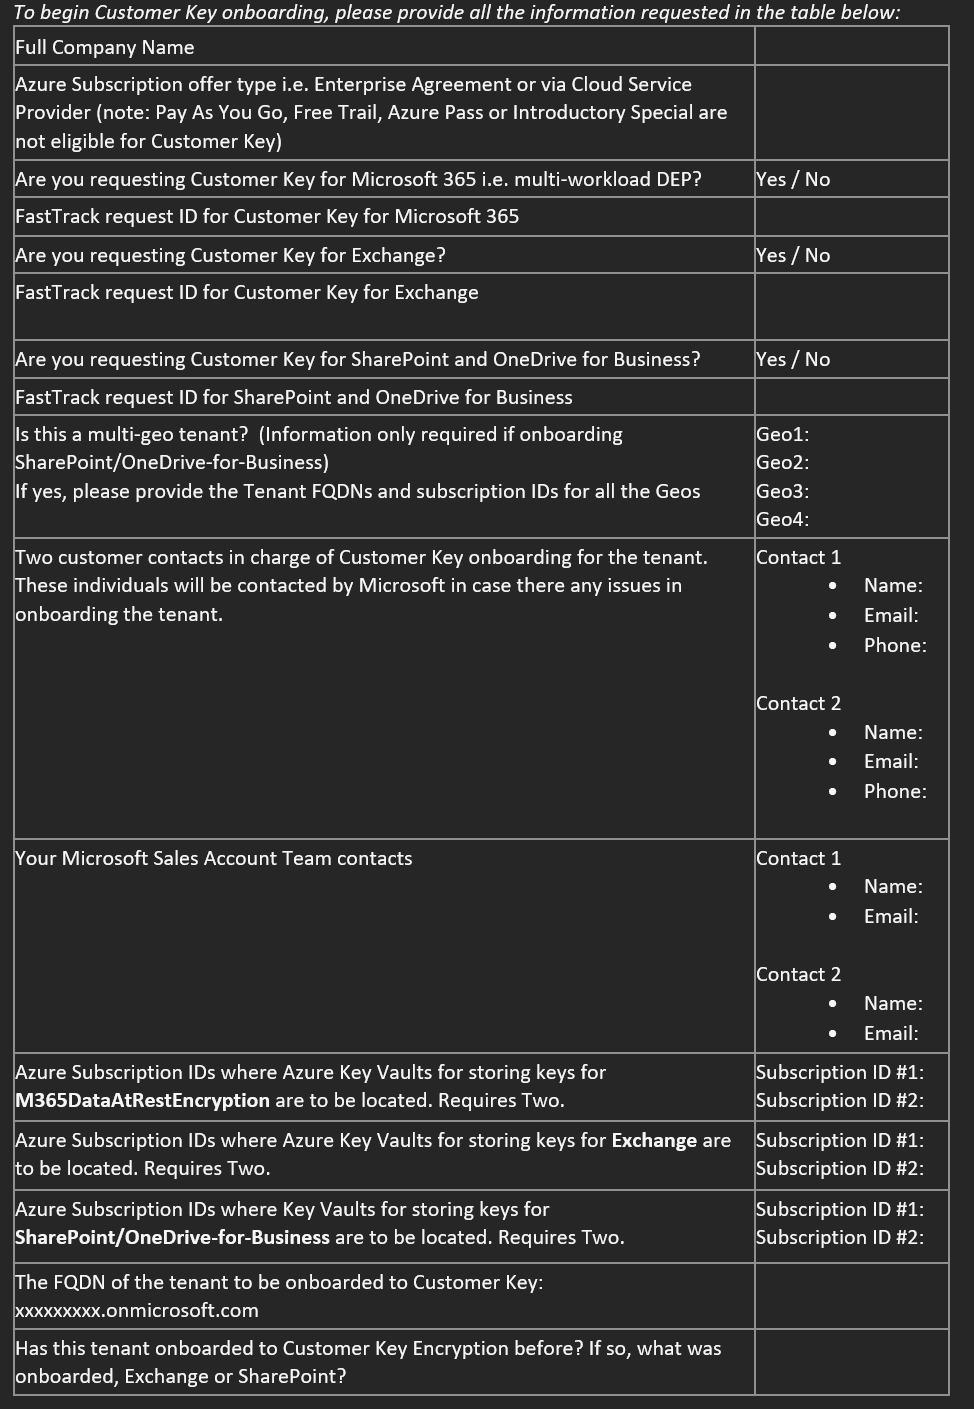 To begin Customer Key onboarding, please provide all the information requested in the table below:
Full Company Name
Azure Subscription offer type i.e. Enterprise Agreement or via Cloud Service
Provider (note: Pay As You Go, Free Trail, Azure Pass or Introductory Special are
not eligible for Customer Key)
Are you requesting Customer Key for Microsoft 365 i.e. multi-workload DEP?
Yes / No
FastTrack request ID for Customer Key for Microsoft 365
Are you requesting Customer Key for Exchange?
Yes / No
FastTrack request ID for Customer Key for Exchange
Are you requesting Customer Key for SharePoint and OneDrive for Business?
Yes / No
FastTrack request ID for SharePoint and OneDrive for Business
Is this a multi-geo tenant?  (Information only required if onboarding
SharePoint/OneDrive-for-Business)
If yes, please provide the Tenant FQDNs and subscription IDs for all the Geos
Geo1:
Geo2:
Geo3:
Geo4:
Two customer contacts in charge of Customer Key onboarding for the tenant.
These individuals will be contacted by Microsoft in case there any issues in
onboarding the tenant.
Contact 1
• Name:
• Email:
• Phone:
Contact 2
• Name:
• Email:
• Phone:
Your Microsoft Sales Account Team contacts
Contact 1
• Name:
• Email:
Contact 2
• Name:
• Email:
Azure Subscription IDs where Azure Key Vaults for storing keys for
M365DataAtRestEncryption are to be located. Requires Two.
Subscription ID #1:
Subscription ID #2:
Azure Subscription IDs where Azure Key Vaults for storing keys for Exchange are
to be located. Requires Two.
Subscription ID #1:
Subscription ID #2:
Azure Subscription IDs where Key Vaults for storing keys for
SharePoint/OneDrive-for-Business are to be located. Requires Two.
Subscription ID #1:
Subscription ID #2:
The FQDN of the tenant to be onboarded to Customer Key:
xxxxxxxxx.onmicrosoft.com
Has this tenant onboarded to Customer Key Encryption before? If so, what was
onboarded, Exchange or SharePoint?